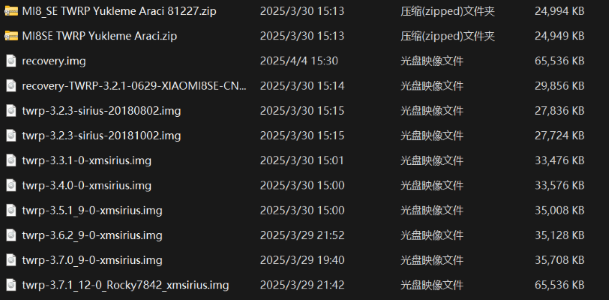 MI8_SE TWRP Yukleme Araci 81227.zip 2025/3/30 15:13 压缩(zipped)文件夹 24,994 KB
MI8SE TWRP Yukleme Araci.zip 2025/3/30 15:13 压缩(zipped)文件夹 24,949 KB
recovery.img 2025/4/4 15:30 光盘映像文件 65,536 KB
recovery-TWRP-3.2.1-0629-XIAOMI8SE-CN... 2025/3/30 15:14 光盘映像文件 29,856 KB
twrp-3.2.3-sirius-20180802.img 2025/3/30 15:15 光盘映像文件 27,836 KB
twrp-3.2.3-sirius-20181002.img 2025/3/30 15:15 光盘映像文件 27,724 KB
twrp-3.3.1-0-xmsirius.img 2025/3/30 15:01 光盘映像文件 33,476 KB
twrp-3.4.0-0-xmsirius.img 2025/3/30 15:00 光盘映像文件 33,576 KB
twrp-3.5.1_9-0-xmsirius.img 2025/3/30 15:00 光盘映像文件 35,008 KB
twrp-3.6.2_9-0-xmsirius.img 2025/3/29 21:52 光盘映像文件 35,128 KB
twrp-3.7.0_9-0-xmsirius.img 2025/3/29 19:40 光盘映像文件 35,708 KB
twrp-3.7.1_12-0_Rocky7842_xmsirius.img 2025/3/29 21:42 光盘映像文件 65,536 KB